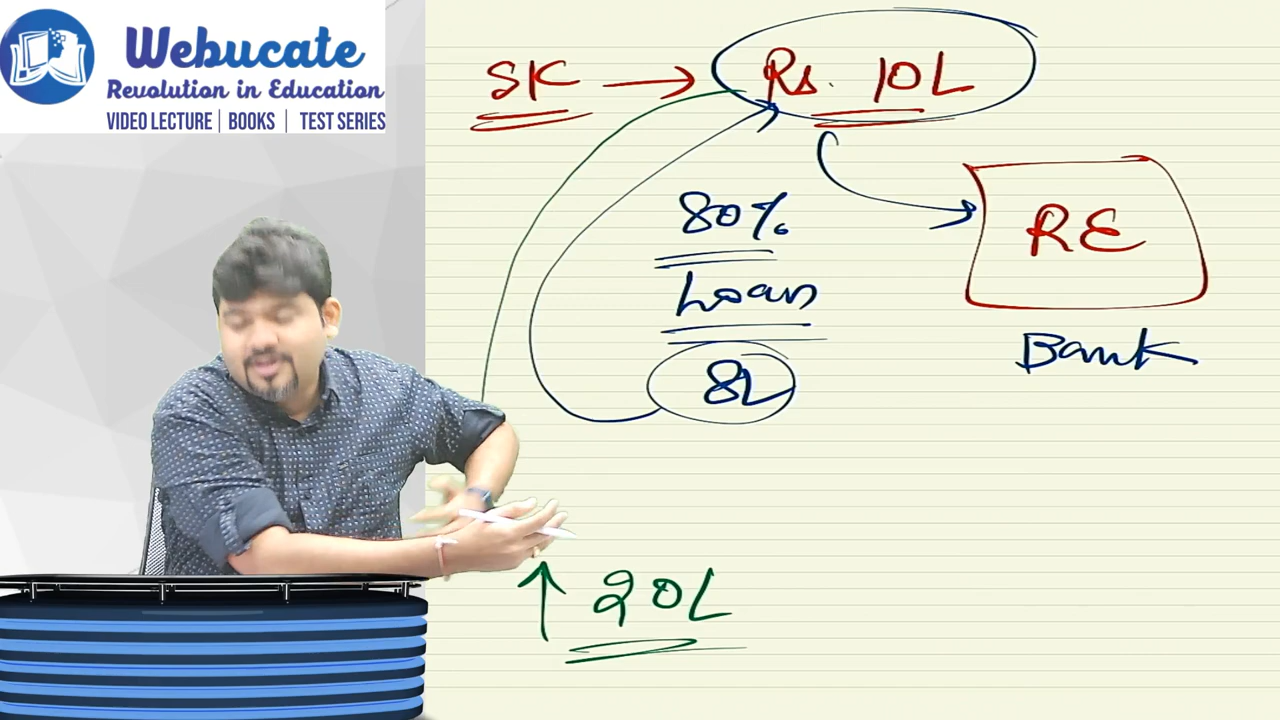 Webucate
Revolution in Education
VIDEO LECTURE | BOOKS | TEST SERIES
SK → Rs. 10L
80%
Loan
8L
RE
Bank
↑ 20L